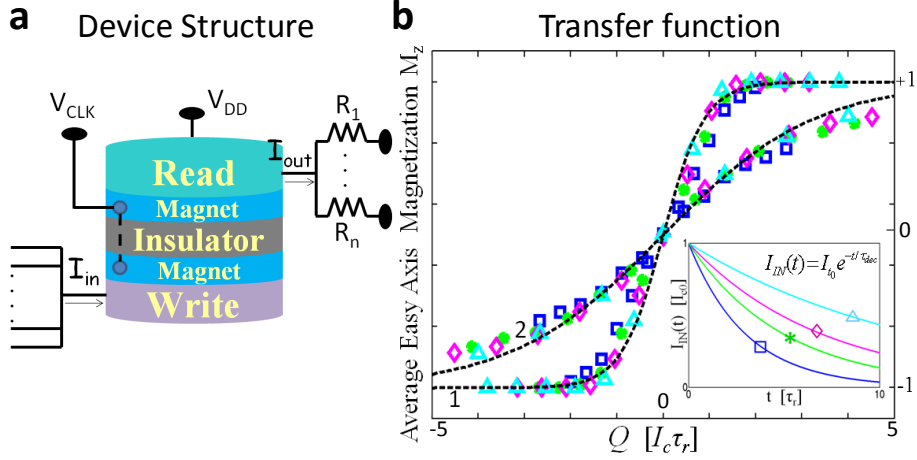 a Device Structure
V_CLK
V_DD
R_1
I_out
Read
Magnet
Insulator
Magnet
Write
I_in
R_n
b Transfer function
Average Easy Axis Magnetization M_z
+1
0
-1
2
1
0
-5
5
Q [I_c τ_r]
I_IN(t) = I_t0 e^{-t/τ_dec}
I_IN(t) [I_c0]
1
0
0
10
t [τ_r]